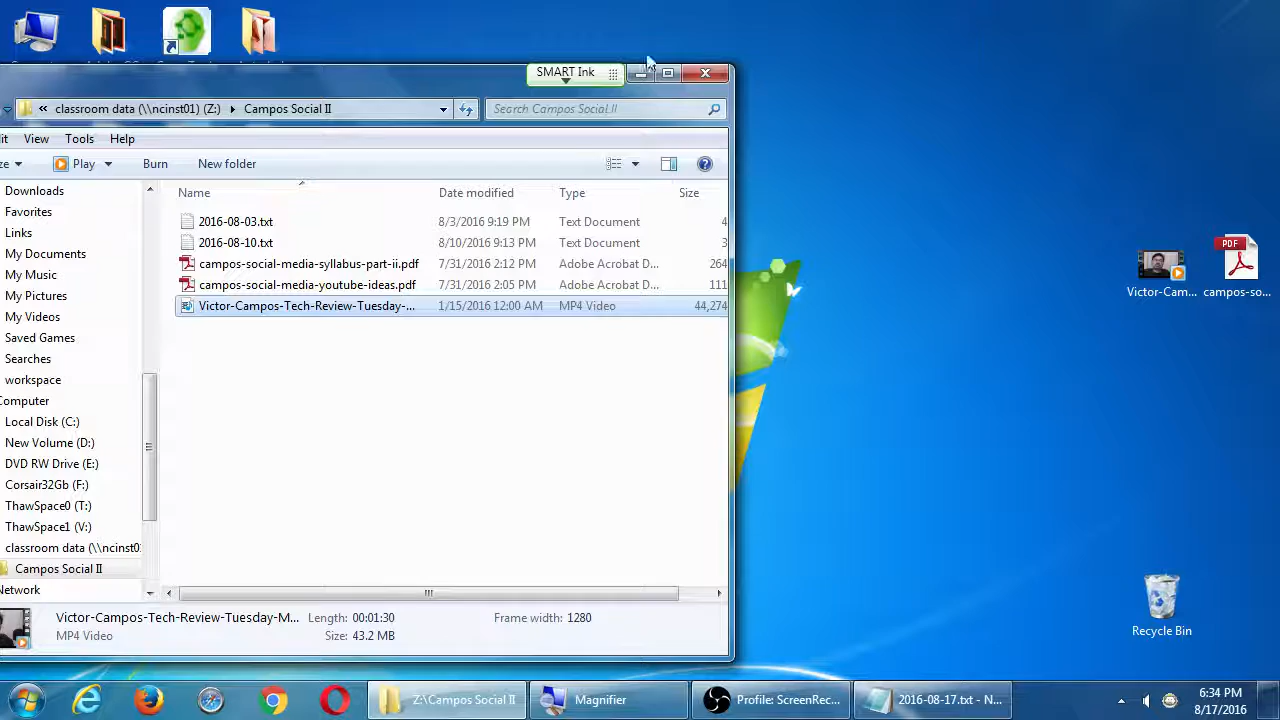 SMART Ink
« classroom data (\\ncinst01) (Z:) Campos Social II
Search Campos Social II
it View Tools Help
ze Play Burn New folder
Name Date modified Type Size
2016-08-03.txt 8/3/2016 9:19 PM Text Document 4
2016-08-10.txt 8/10/2016 9:13 PM Text Document 3
campos-social-media-syllabus-part-ii.pdf 7/31/2016 2:12 PM Adobe Acrobat D... 264
campos-social-media-youtube-ideas.pdf 7/31/2016 2:05 PM Adobe Acrobat D... 111
Victor-Campos-Tech-Review-Tuesday-... 1/15/2016 12:00 AM MP4 Video 44,274
Downloads
Favorites
Links
My Documents
My Music
My Pictures
My Videos
Saved Games
Searches
workspace
Computer
Local Disk (C:)
New Volume (D:)
DVD RW Drive (E:)
Corsair32Gb (F:)
ThawSpace0 (T:)
ThawSpace1 (V:)
classroom data (\\ncinst01
Campos Social II
Network
Victor-Campos-Tech-Review-Tuesday-M... Length: 00:01:30 Frame width: 1280
MP4 Video Size: 43.2 MB
PDF
Victor-Cam... campos-so...
Recycle Bin
Z:\Campos Social II
Magnifier
Profile: ScreenRec...
2016-08-17.txt - N...
6:34 PM
8/17/2016